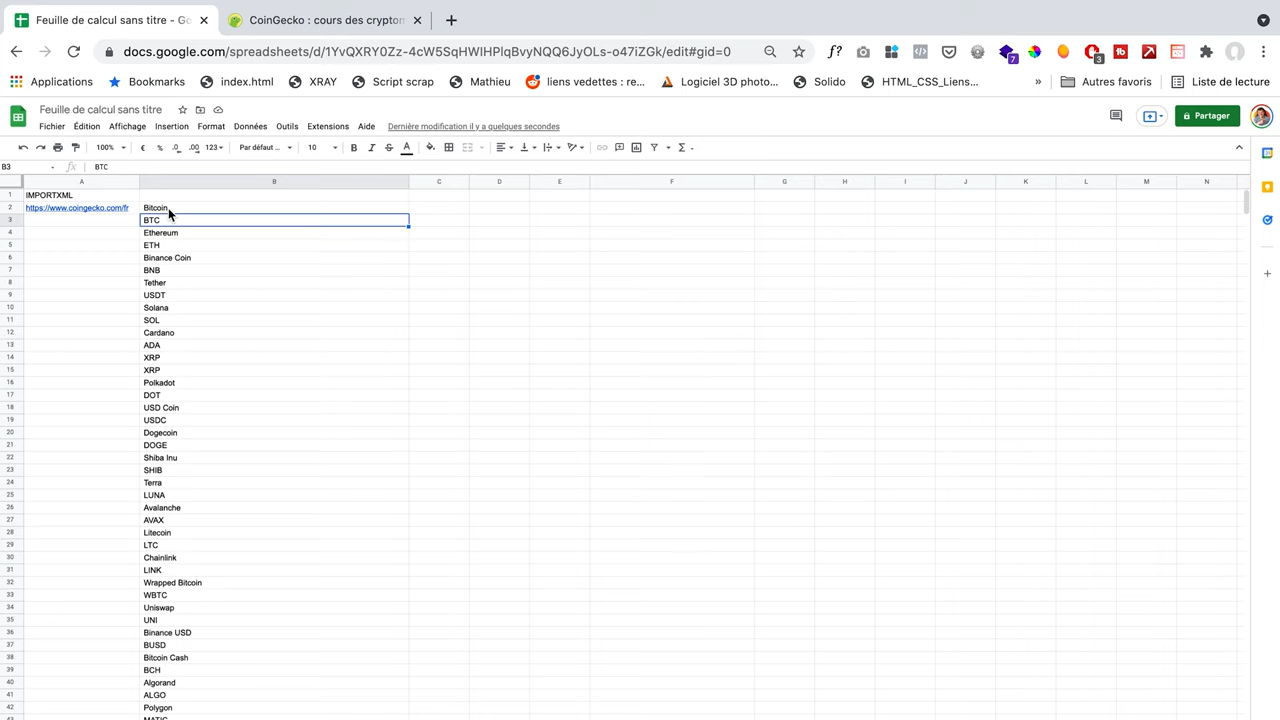 Feuille de calcul sans titre - Go
CoinGecko : cours des cryptom
docs.google.com/spreadsheets/d/1YvQXRY0Zz-4cW5SqHWIHPlqBvyNQQ6JyOLs-o47iZGk/edit#gid=0
f?
7
3
Applications
Bookmarks
index.html
XRAY
Script scrap
Mathieu
liens vedettes : re...
Logiciel 3D photo...
Solido
HTML_CSS_Liens...
»
Autres favoris
Liste de lecture
Feuille de calcul sans titre
Fichier Édition Affichage Insertion Format Données Outils Extensions Aide Dernière modification il y a quelques secondes
Partager
100% € % .0 .00 123 Par défaut ... 10 B I S A Σ
B3 fx BTC
A B C D E F G H I J K L M N
1 IMPORTXML
2 https://www.coingecko.com/fr Bitcoin
3 BTC
4 Ethereum
5 ETH
6 Binance Coin
7 BNB
8 Tether
9 USDT
10 Solana
11 SOL
12 Cardano
13 ADA
14 XRP
15 XRP
16 Polkadot
17 DOT
18 USD Coin
19 USDC
20 Dogecoin
21 DOGE
22 Shiba Inu
23 SHIB
24 Terra
25 LUNA
26 Avalanche
27 AVAX
28 Litecoin
29 LTC
30 Chainlink
31 LINK
32 Wrapped Bitcoin
33 WBTC
34 Uniswap
35 UNI
36 Binance USD
37 BUSD
38 Bitcoin Cash
39 BCH
40 Algorand
41 ALGO
42 Polygon
43 MATIC